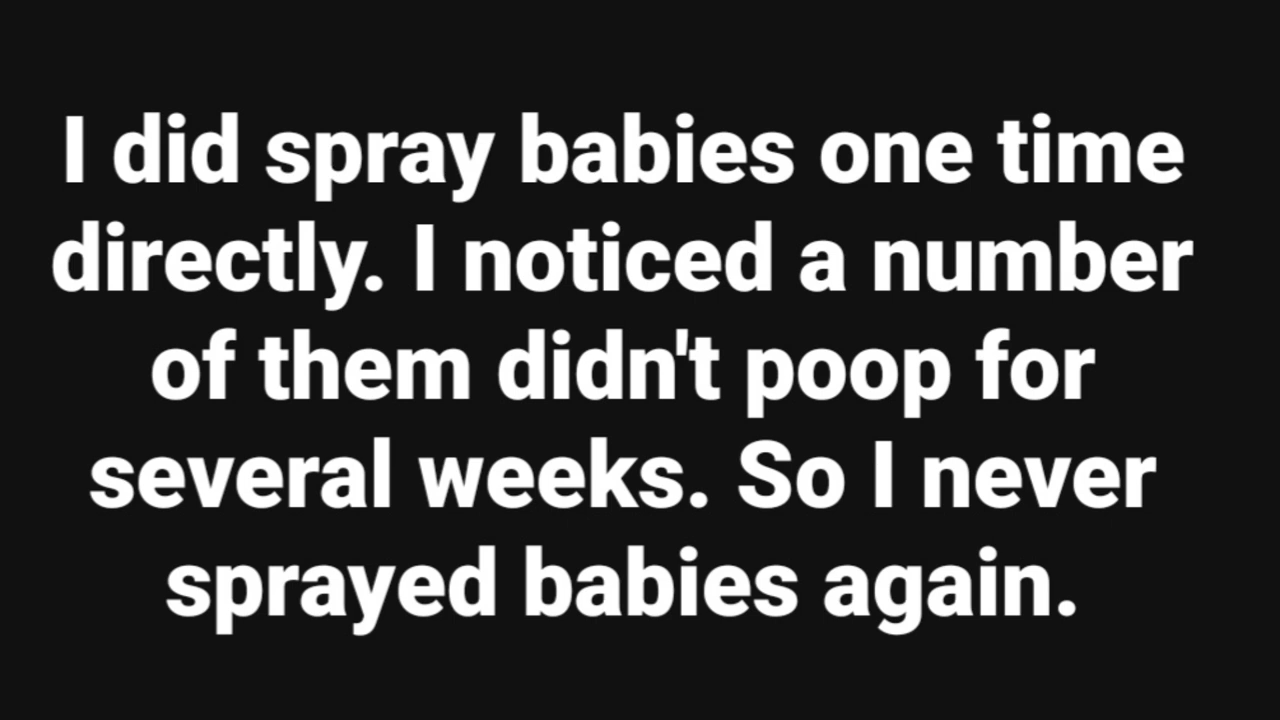 I did spray babies one time
directly. I noticed a number
of them didn't poop for
several weeks. So I never
sprayed babies again.